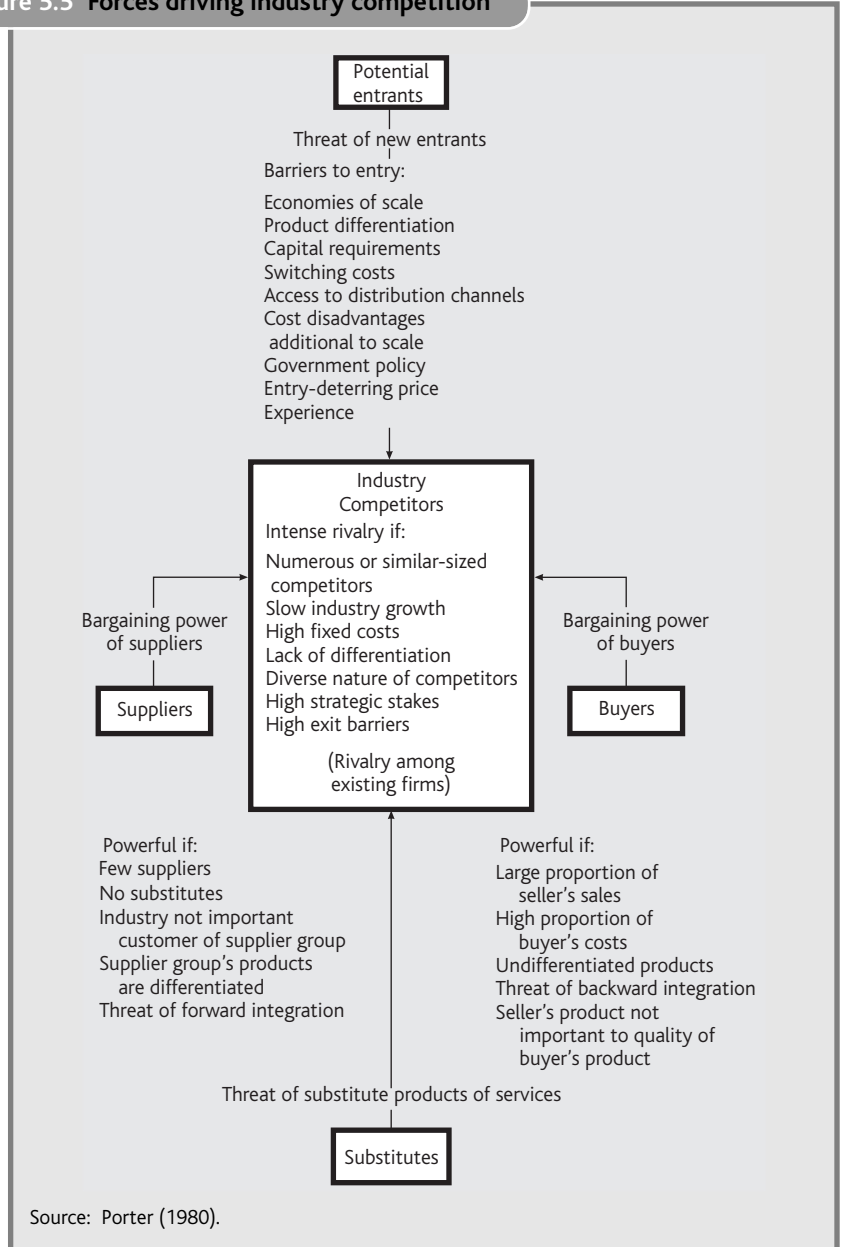 ure 5.5 Forces driving industry competition
Potential
entrants
Threat of new entrants
Barriers to entry:
Economies of scale
Product differentiation
Capital requirements
Switching costs
Access to distribution channels
Cost disadvantages
additional to scale
Government policy
Entry-deterring price
Experience
Industry
Competitors
Intense rivalry if:
Numerous or similar-sized
competitors
Slow industry growth
High fixed costs
Lack of differentiation
Diverse nature of competitors
High strategic stakes
High exit barriers
(Rivalry among
existing firms)
Bargaining power
of suppliers
Suppliers
Bargaining power
of buyers
Buyers
Powerful if:
Few suppliers
No substitutes
Industry not important
customer of supplier group
Supplier group's products
are differentiated
Threat of forward integration
Powerful if:
Large proportion of
seller's sales
High proportion of
buyer's costs
Undifferentiated products
Threat of backward integration
Seller's product not
important to quality of
buyer's product
Threat of substitute products of services
Substitutes
Source: Porter (1980).